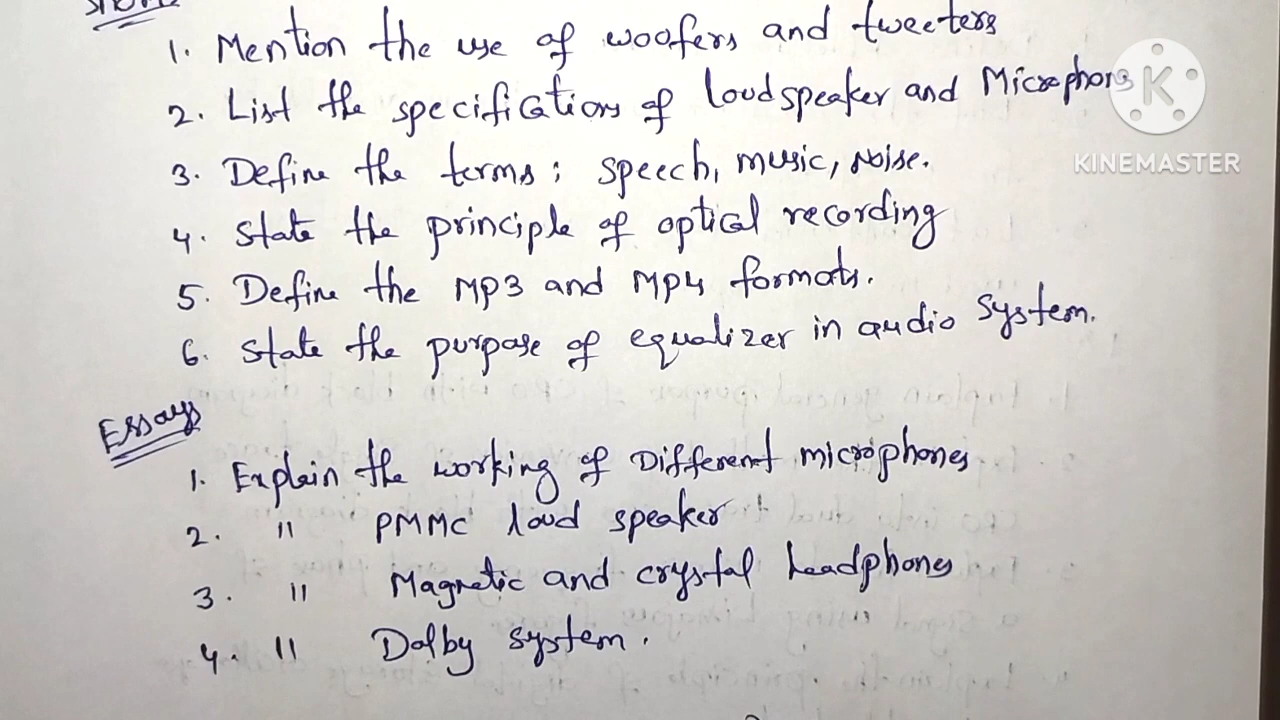 Short
1. Mention the use of woofers and tweeters
2. List the specifications of loudspeaker and Microphons
3. Define the terms: speech, music, noise.
4. State the principle of optical recording
5. Define the MP3 and MP4 formats.
6. State the purpose of equalizer in audio system.
Essays
1. Explain the working of Different microphones
2. " PMMC loud speaker
3. " Magnetic and crystal headphones
4. " Dolby system.
K
KINEMASTER